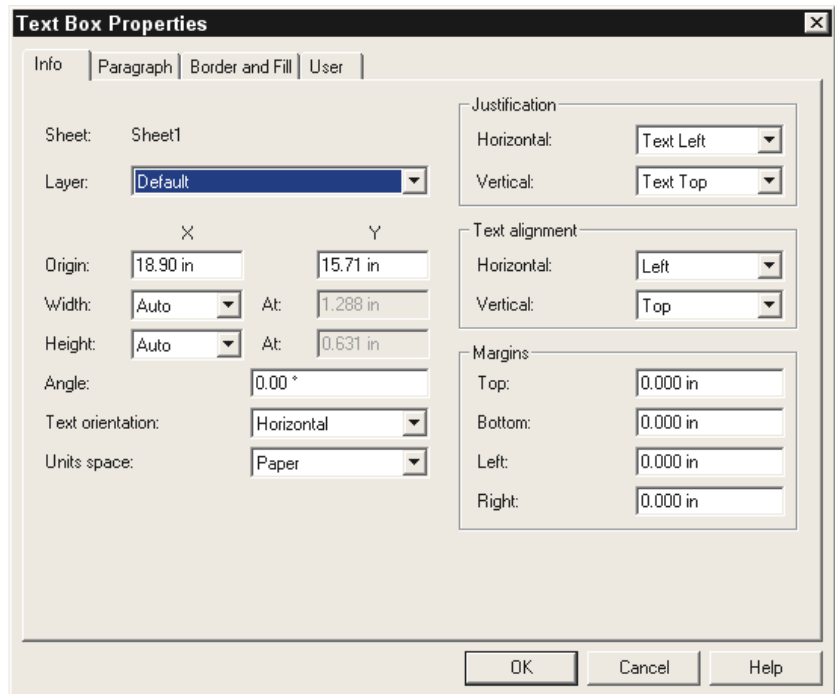 Text Box Properties
Info Paragraph Border and Fill User
Sheet: Sheet1
Layer: Default
X Y
Origin: 18.90 in 15.71 in
Width: Auto At: 1.288 in
Height: Auto At: 0.631 in
Angle: 0.00 °
Text orientation: Horizontal
Units space: Paper
Justification
Horizontal: Text Left
Vertical: Text Top
Text alignment
Horizontal: Left
Vertical: Top
Margins
Top: 0.000 in
Bottom: 0.000 in
Left: 0.000 in
Right: 0.000 in
OK Cancel Help